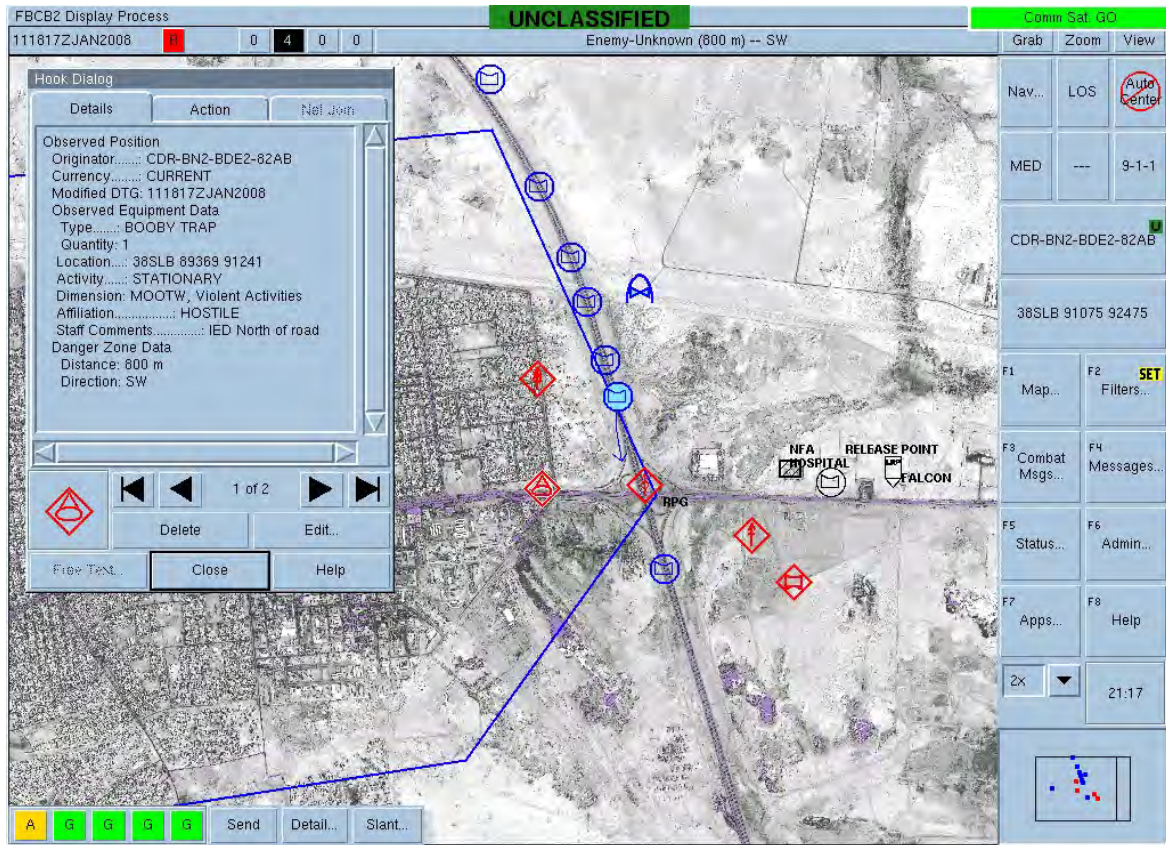 FBCB2 Display Process
UNCLASSIFIED
Comm Sat: GO
111817ZJAN2008
R
0
4
0
0
Enemy-Unknown (800 m) -- SW
Grab
Zoom
View
Hook Dialog
Details
Action
Net Join
Observed Position
Originator......: CDR-BN2-BDE2-82AB
Currency.......: CURRENT
Modified DTG: 111817ZJAN2008
Observed Equipment Data
Type......: BOOBY TRAP
Quantity: 1
Location....: 38SLB 89369 91241
Activity.....: STATIONARY
Dimension: MOOTW, Violent Activities
Affiliation.................: HOSTILE
Staff Comments.............: IED North of road
Danger Zone Data
Distance: 800 m
Direction: SW
1 of 2
Delete
Edit...
Free Text...
Close
Help
NFA
HOSPITAL
RELEASE POINT
FALCON
RPG
Nav...
LOS
Auto
Center
MED
---
9-1-1
U
CDR-BN2-BDE2-82AB
38SLB 91075 92475
F1
Map...
F2
SET
Filters...
F3
Combat
Msgs...
F4
Messages...
F5
Status...
F6
Admin...
F7
Apps...
F8
Help
2x
21:17
A
G
G
G
G
Send
Detail...
Slant...